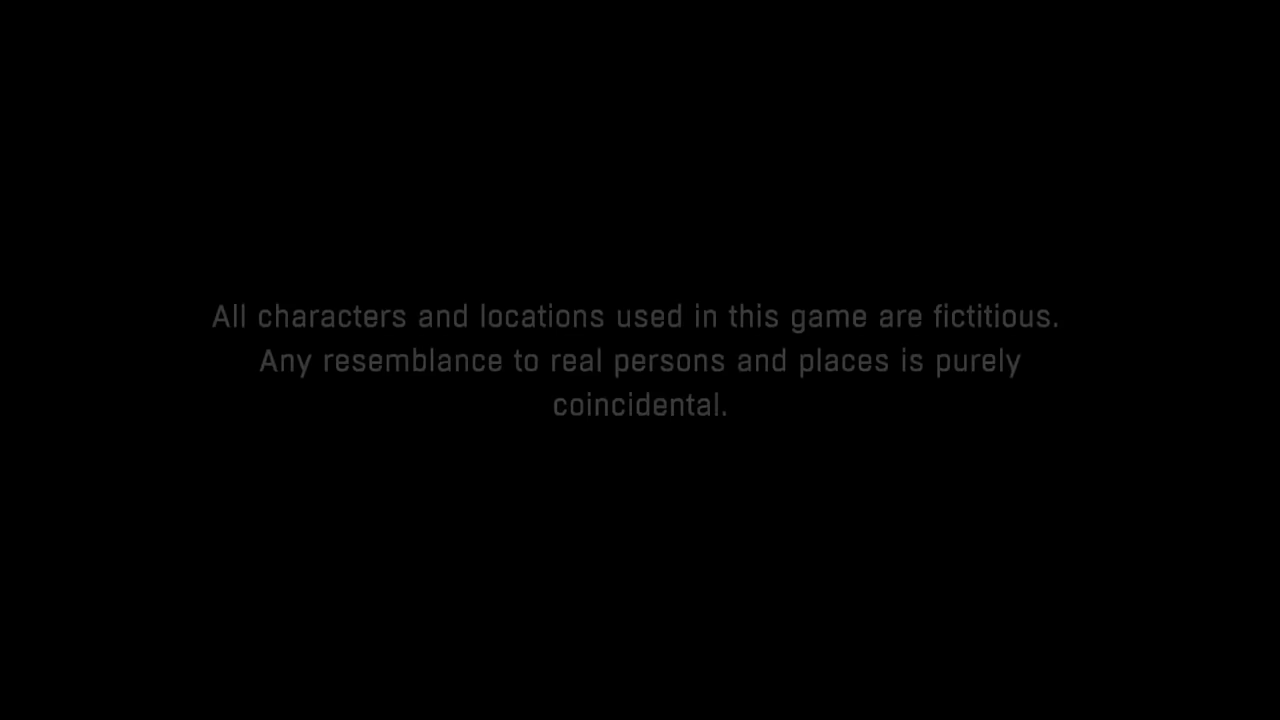 All characters and locations used in this game are fictitious.
Any resemblance to real persons and places is purely
coincidental.